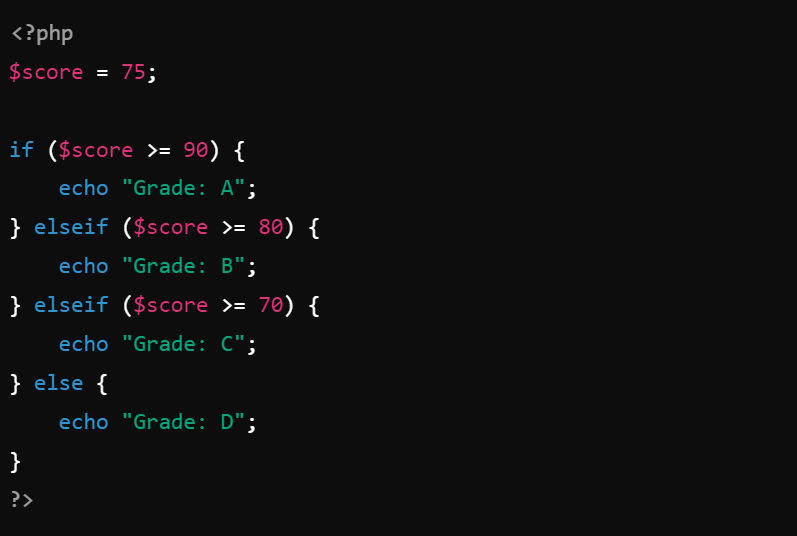 <?php
$score = 75;

if ($score >= 90) {
    echo "Grade: A";
} elseif ($score >= 80) {
    echo "Grade: B";
} elseif ($score >= 70) {
    echo "Grade: C";
} else {
    echo "Grade: D";
}
?>